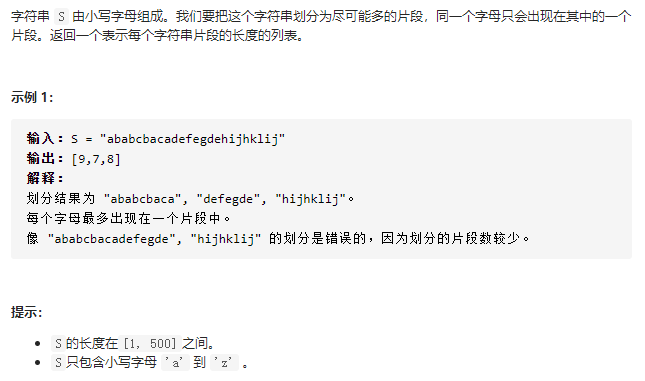 字符串 S 由小写字母组成。我们要把这个字符串划分为尽可能多的片段，同一个字母只会出现在其中的一个
片段。返回一个表示每个字符串片段的长度的列表。
示例 1：
输入：S = "ababcbacadefegdehijhklij"
输出：[9,7,8]
解释：
划分结果为 "ababcbaca", "defegde", "hijhklij"。
每个字母最多出现在一个片段中。
像 "ababcbacadefegde", "hijhklij" 的划分是错误的，因为划分的片段数较少。
提示：
• S的长度在[1, 500]之间。
• S只包含小写字母 'a' 到 'z' 。